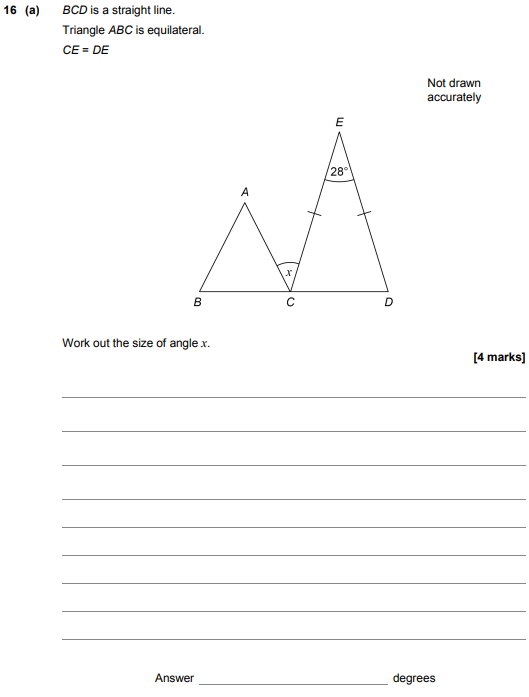 16 (a) BCD is a straight line.
Triangle ABC is equilateral.
CE = DE
Not drawn
accurately
E
28°
A
x
B C D
Work out the size of angle x.
[4 marks]
Answer degrees